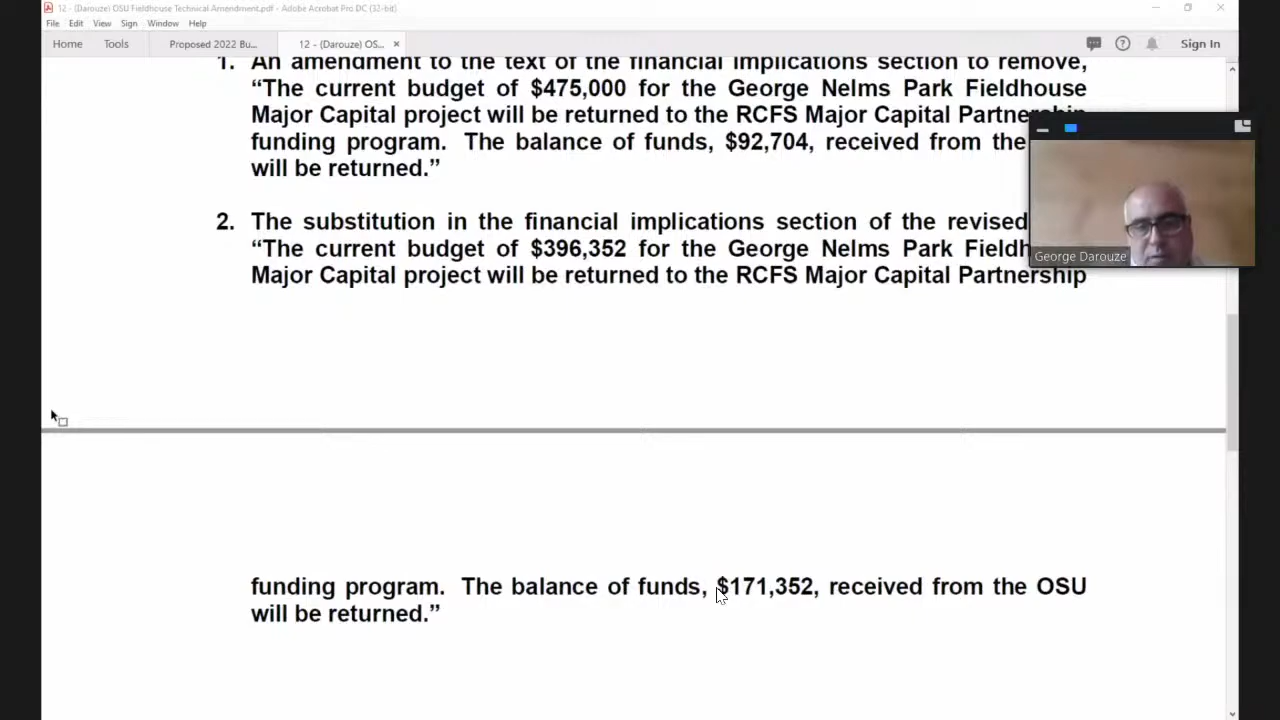 12 - (Darouze) OSU Fieldhouse Technical Amendment.pdf - Adobe Acrobat Pro DC (32-bit)
File Edit View Sign Window Help
Home Tools Proposed 2022 Bu... 12 - (Darouze) OS... × Sign In
1. An amendment to the text of the financial implications section to remove,
“The current budget of $475,000 for the George Nelms Park Fieldhouse
Major Capital project will be returned to the RCFS Major Capital Partnership
funding program. The balance of funds, $92,704, received from the
will be returned.”
2. The substitution in the financial implications section of the revised
“The current budget of $396,352 for the George Nelms Park Fieldh
Major Capital project will be returned to the RCFS Major Capital Partnership
George Darouze
funding program. The balance of funds, $171,352, received from the OSU
will be returned.”